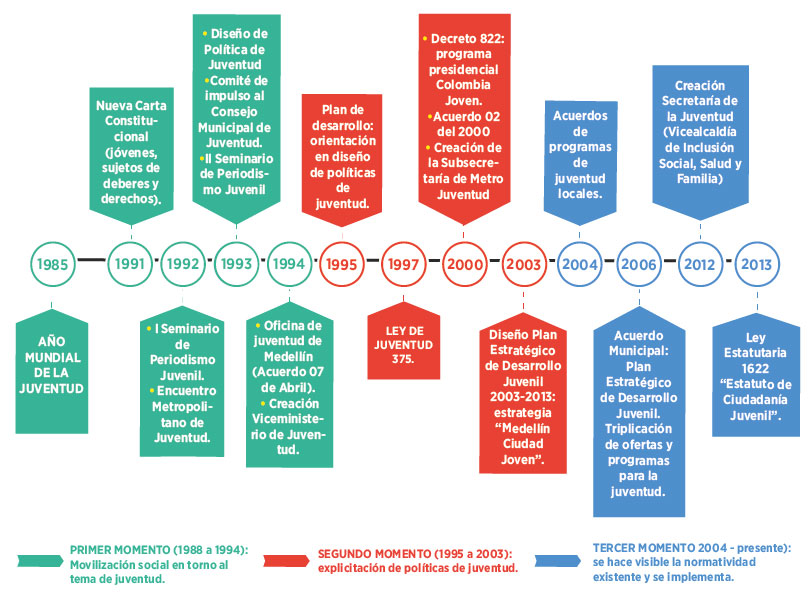 Nueva Carta
Constitu-
cional
(jóvenes,
sujetos de
deberes y
derechos).
• Diseño de
Política de
Juventud
•Comité de
impulso al
Consejo
Municipal de
Juventud.
•II Seminario
de Periodis-
mo Juvenil
Plan de
desarrollo:
orientación
en diseño
de políticas
de
juventud.
• Decreto 822:
programa
presidencial
Colombia
Joven.
•Acuerdo 02
del 2000
• Creación de
la Subsecre-
taría de Metro
Juventud
Acuerdos
de
programas
de
juventud
locales.
Creación
Secretaría de
la Juventud
(Vicealcaldía
de Inclusión
Social, Salud y
Familia)
1985
1991
1992
1993
1994
1995
1997
2000
2003
2004
2006
2012
2013
AÑO
MUNDIAL
DE LA
JUVENTUD
• I Seminario
de
Periodismo
Juvenil.
• Encuentro
Metropoli-
tano de
Juventud.
• Oficina de
juventud de
Medellín
(Acuerdo 07
de Abril).
• Creación
Viceministe-
rio de Juven-
tud.
LEY DE
JUVENTUD
375.
Diseño Plan
Estratégico
de Desarrollo
Juvenil
2003-2013:
estrategia
“Medellín
Ciudad
Joven”.
Acuerdo
Municipal:
Plan
Estratégico
de Desarrollo
Juvenil.
Triplicación
de ofertas y
programas
para la
juventud.
Ley
Estatutaria
1622
“Estatuto de
Ciudadanía
Juvenil”.
PRIMER MOMENTO (1988 a 1994):
Movilización social en torno al
tema de juventud.
SEGUNDO MOMENTO (1995 a 2003):
explicitación de políticas de juventud.
TERCER MOMENTO 2004 - presente):
se hace visible la normatividad
existente y se implementa.